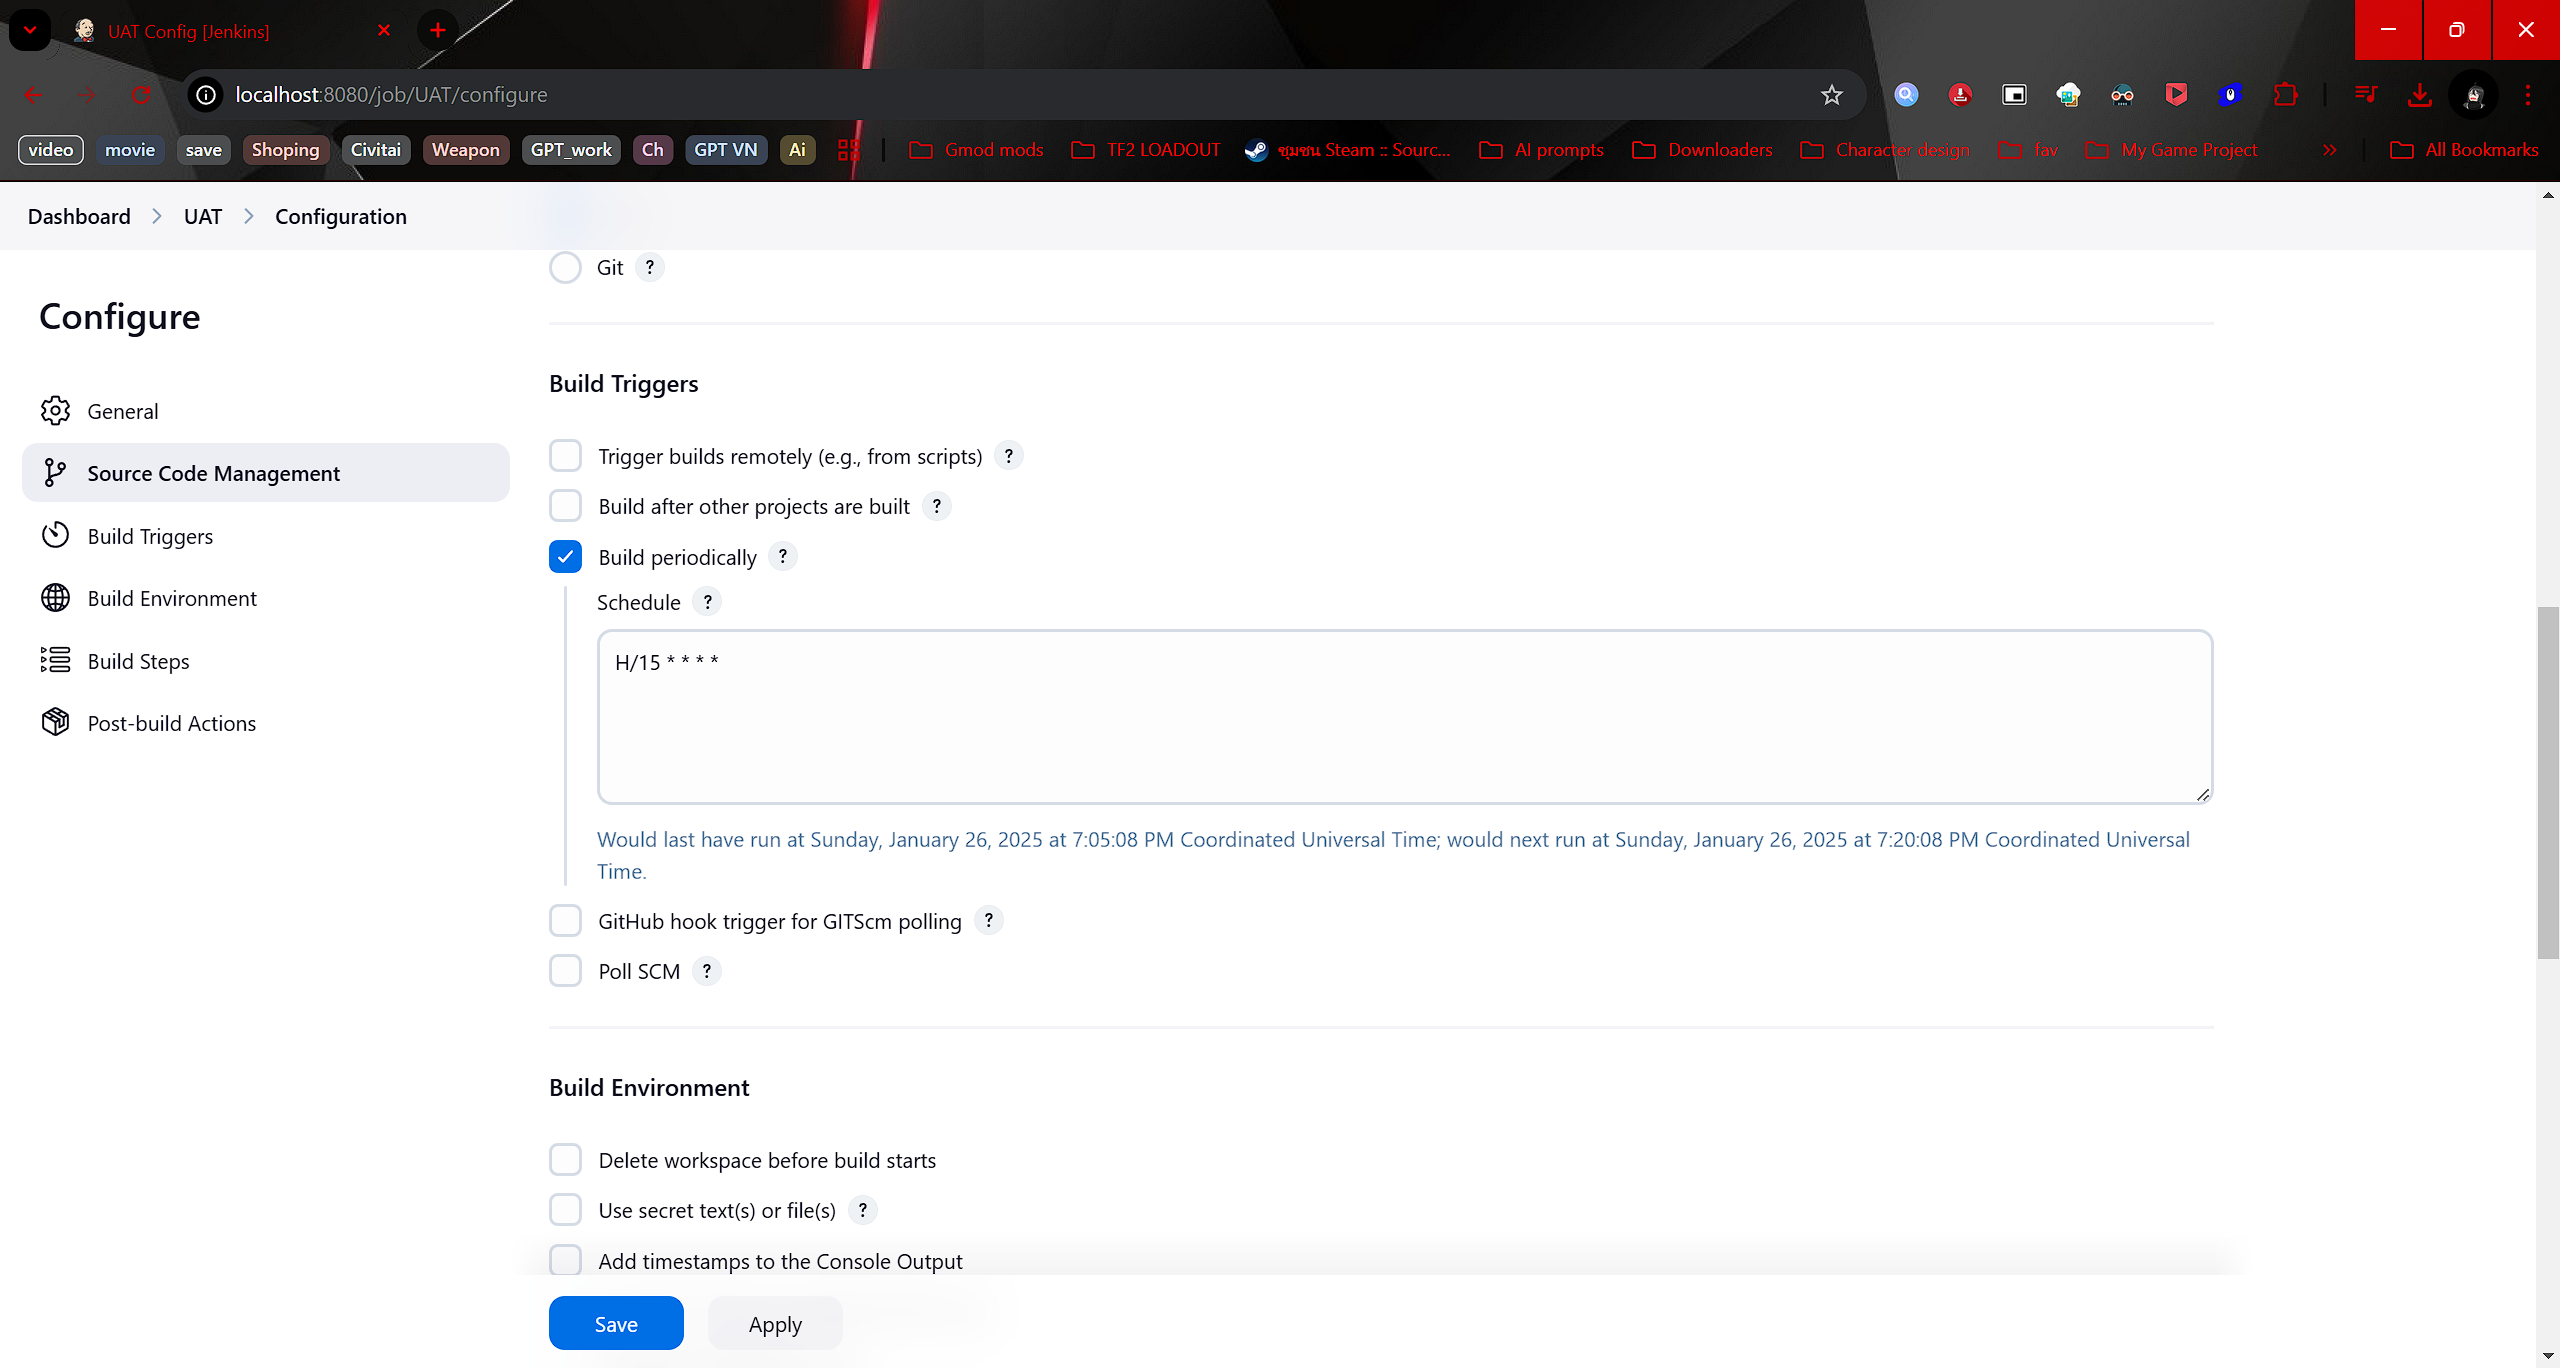 UAT Config [Jenkins]
localhost:8080/job/UAT/configure
video movie save Shoping Civitai Weapon GPT_work Ch GPT VN Ai Gmod mods TF2 LOADOUT ชุมชน Steam :: Sourc... AI prompts Downloaders Character design fav My Game Project » All Bookmarks
Dashboard > UAT > Configuration
Git ?
Configure
General
Source Code Management
Build Triggers
Build Environment
Build Steps
Post-build Actions
Build Triggers
Trigger builds remotely (e.g., from scripts) ?
Build after other projects are built ?
Build periodically ?
Schedule ?
H/15 * * * *
Would last have run at Sunday, January 26, 2025 at 7:05:08 PM Coordinated Universal Time; would next run at Sunday, January 26, 2025 at 7:20:08 PM Coordinated Universal
Time.
GitHub hook trigger for GITScm polling ?
Poll SCM ?
Build Environment
Delete workspace before build starts
Use secret text(s) or file(s) ?
Add timestamps to the Console Output
Save Apply